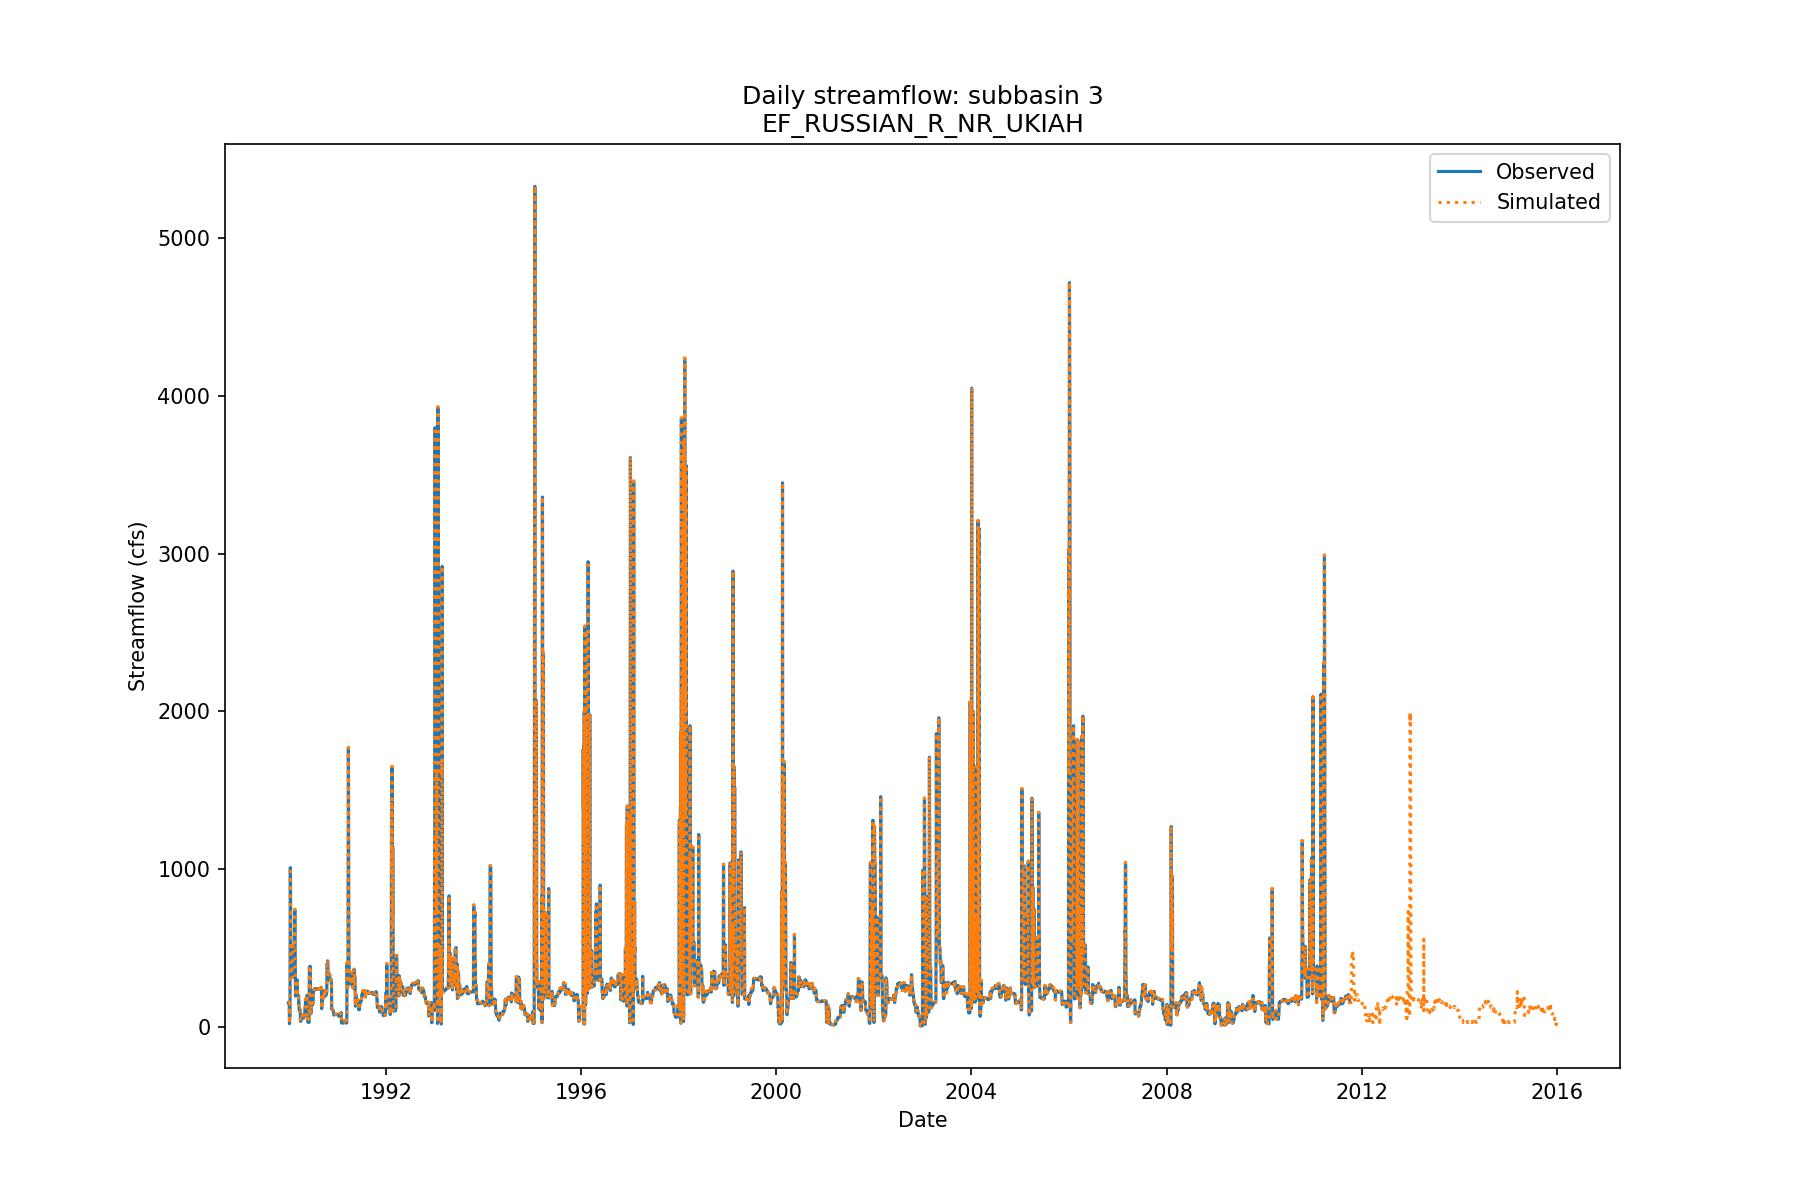 Daily streamflow: subbasin 3
EF_RUSSIAN_R_NR_UKIAH
Observed
Simulated
Streamflow (cfs)
5000
4000
3000
2000
1000
0
1992 1996 2000 2004 2008 2012 2016
Date